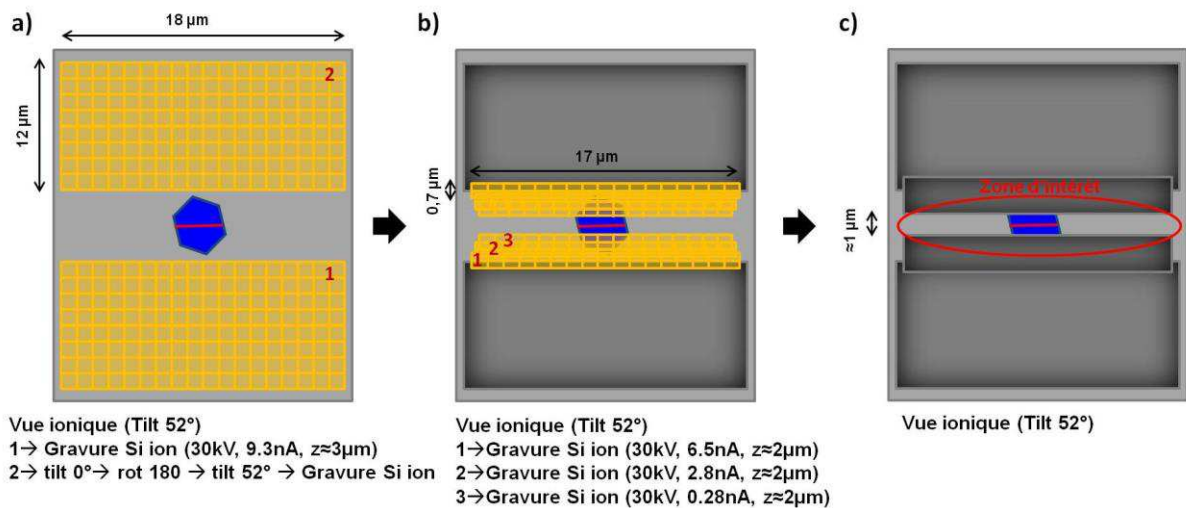 a)
18 µm
2
12 µm
1
Vue ionique (Tilt 52°)
1→ Gravure Si ion (30kV, 9.3nA, z≈3µm)
2→ tilt 0°→ rot 180 → tilt 52° → Gravure Si ion
b)
17 µm
0,7 µm
3
2
1
Vue ionique (Tilt 52°)
1→Gravure Si ion (30kV, 6.5nA, z≈2µm)
2→Gravure Si ion (30kV, 2.8nA, z≈2µm)
3→Gravure Si ion (30kV, 0.28nA, z≈2µm)
c)
Zone d'intérêt
≈1 µm
Vue ionique (Tilt 52°)